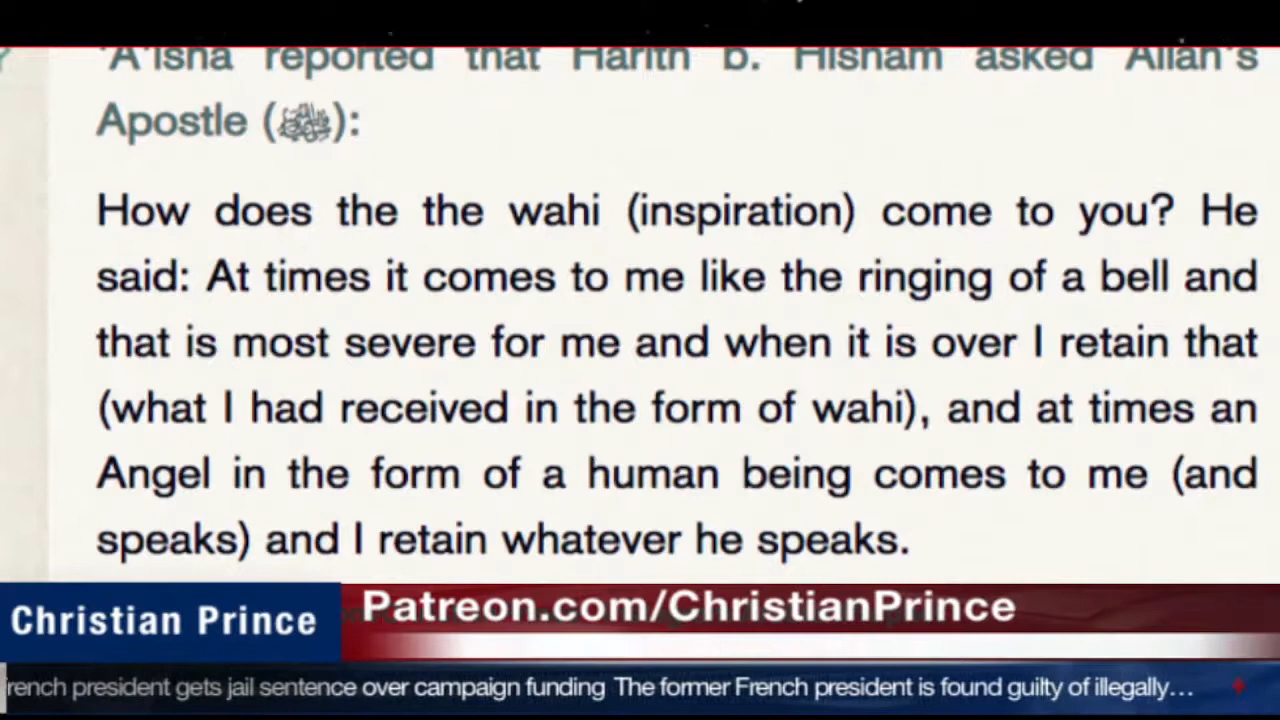 'A'isha reported that Harith b. Hisham asked Allah's
Apostle (ﷺ):
How does the the wahi (inspiration) come to you? He
said: At times it comes to me like the ringing of a bell and
that is most severe for me and when it is over I retain that
(what I had received in the form of wahi), and at times an
Angel in the form of a human being comes to me (and
speaks) and I retain whatever he speaks.
Christian Prince
Patreon.com/ChristianPrince
rench president gets jail sentence over campaign funding The former French president is found guilty of illegally...